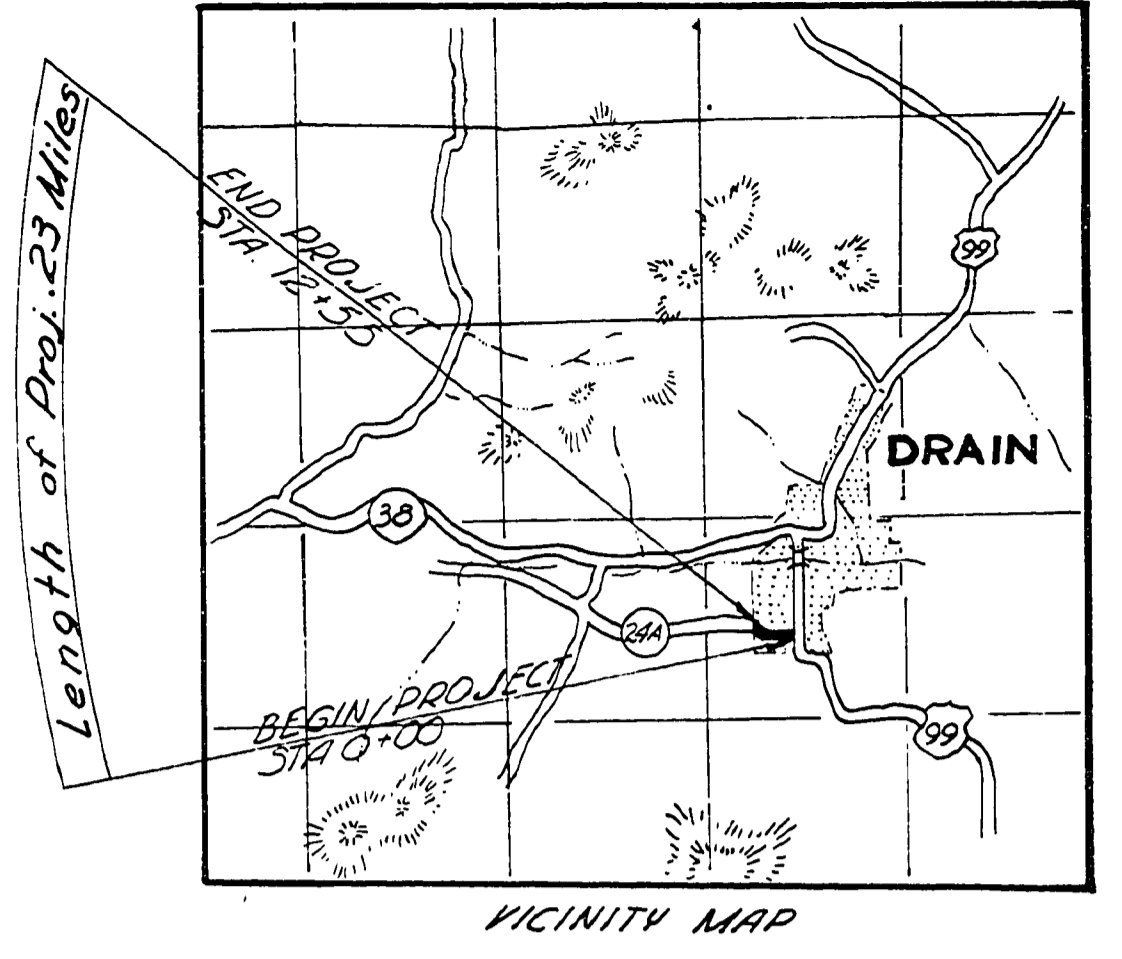 Length of Proj. .23 Miles
END PROJECT
STA. 12+55
99
DRAIN
38
24A
BEGIN PROJECT
STA 0+00
99
VICINITY MAP